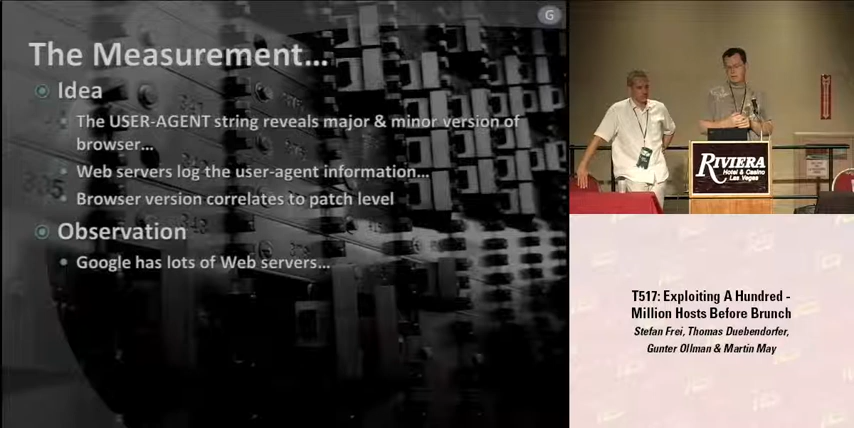 G
The Measurement...
Idea
The USER-AGENT string reveals major & minor version of
browser...
Web servers log the user-agent information...
Browser version correlates to patch level
Observation
Google has lots of Web servers...
RIVIERA
Hotel & Casino
Las Vegas
T517: Exploiting A Hundred -
Million Hosts Before Brunch
Stefan Frei, Thomas Duebendorfer,
Gunter Ollman & Martin May